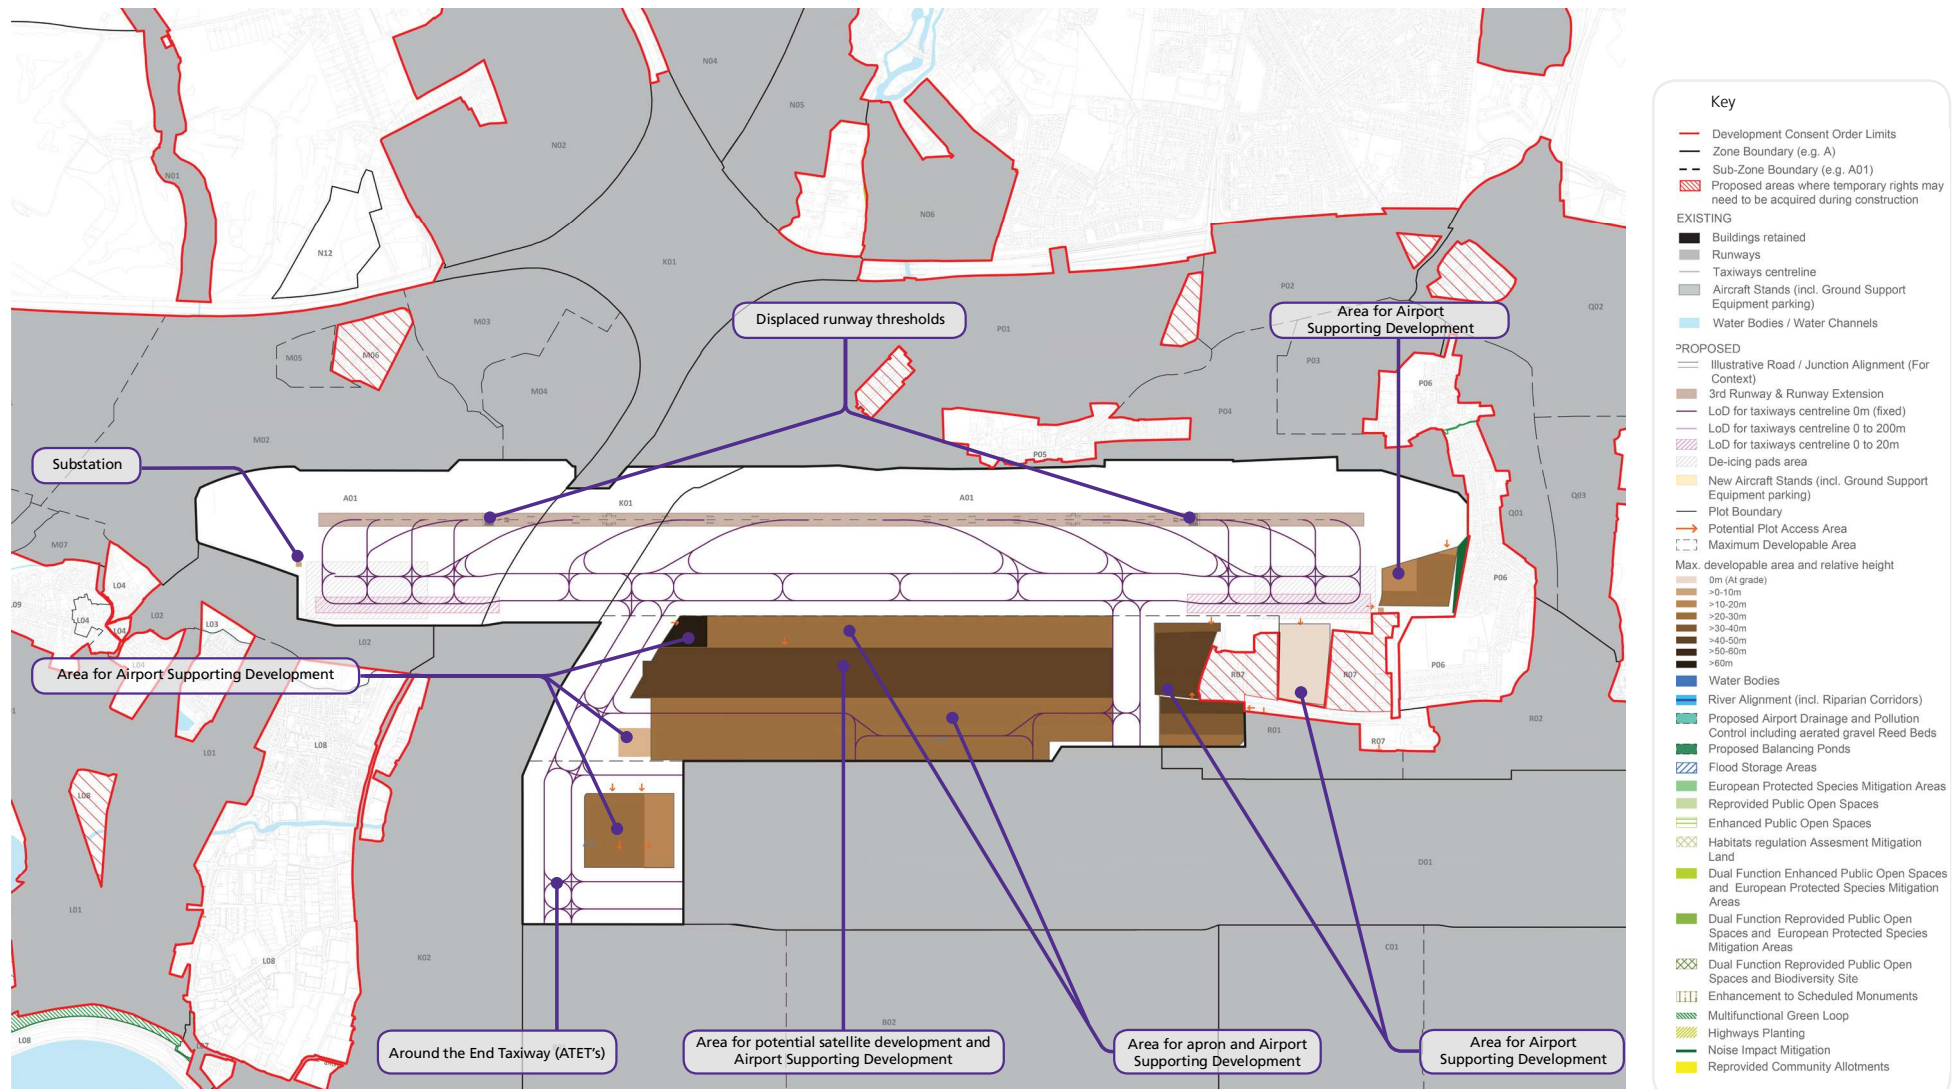 N01
N02
N04
N05
N06
N12
K01
M03
M05
M06
M04
M02
P01
P02
P03
P04
P05
P06
Q02
Q01
Q03
Displaced runway thresholds
Area for Airport
Supporting Development
Substation
A01
K01
A01
M07
L04
L09
L04
L04
L02
L03
L02
L04
P06
P06
R07
R07
R07
R01
R02
Area for Airport Supporting Development
L01
L08
L08
L01
L08
K02
L08
L07
D01
C01
B02
Around the End Taxiway (ATET's)
Area for potential satellite development and
Airport Supporting Development
Area for apron and Airport
Supporting Development
Area for Airport
Supporting Development
Key
Development Consent Order Limits
Zone Boundary (e.g. A)
Sub-Zone Boundary (e.g. A01)
Proposed areas where temporary rights may
need to be acquired during construction
EXISTING
Buildings retained
Runways
Taxiways centreline
Aircraft Stands (incl. Ground Support
Equipment parking)
Water Bodies / Water Channels
PROPOSED
Illustrative Road / Junction Alignment (For
Context)
3rd Runway & Runway Extension
LoD for taxiways centreline 0m (fixed)
LoD for taxiways centreline 0 to 200m
LoD for taxiways centreline 0 to 20m
De-icing pads area
New Aircraft Stands (incl. Ground Support
Equipment parking)
Plot Boundary
Potential Plot Access Area
Maximum Developable Area
Max. developable area and relative height
0m (At grade)
>0-10m
>10-20m
>20-30m
>30-40m
>40-50m
>50-60m
>60m
Water Bodies
River Alignment (incl. Riparian Corridors)
Proposed Airport Drainage and Pollution
Control including aerated gravel Reed Beds
Proposed Balancing Ponds
Flood Storage Areas
European Protected Species Mitigation Areas
Reprovided Public Open Spaces
Enhanced Public Open Spaces
Habitats regulation Assesment Mitigation
Land
Dual Function Enhanced Public Open Spaces
and European Protected Species Mitigation
Areas
Dual Function Reprovided Public Open
Spaces and European Protected Species
Mitigation Areas
Dual Function Reprovided Public Open
Spaces and Biodiversity Site
Enhancement to Scheduled Monuments
Multifunctional Green Loop
Highways Planting
Noise Impact Mitigation
Reprovided Community Allotments